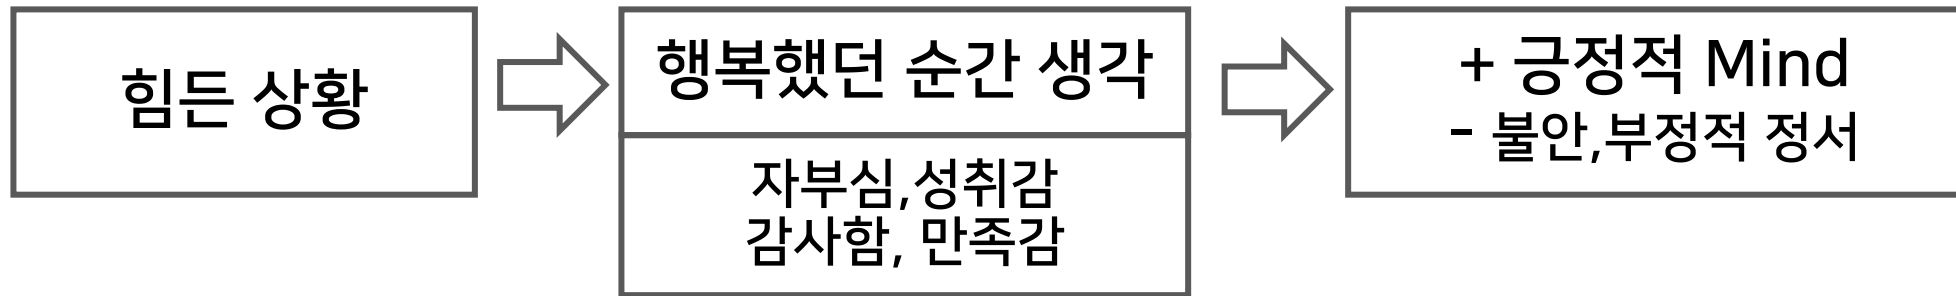 힘든 상황
행복했던 순간 생각
자부심,성취감
감사함, 만족감
+ 긍정적 Mind
- 불안,부정적 정서